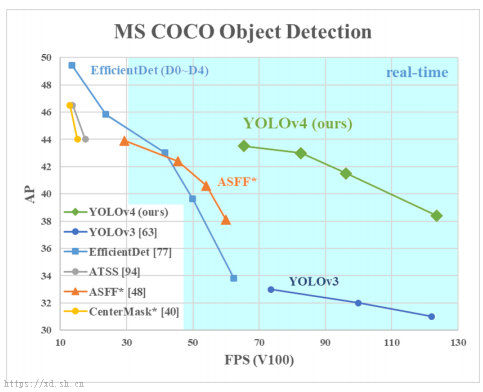 MS COCO Object Detection
EfficientDet (D0~D4)
real-time
YOLOv4 (ours)
ASFF*
YOLOv3
AP
50
48
46
44
42
40
38
36
34
32
30
YOLOv4 (ours)
YOLOv3 [63]
EfficientDet [77]
ATSS [94]
ASFF* [48]
CenterMask* [40]
10 30 50 70 90 110 130
FPS (V100)
https://xd.sh.cn